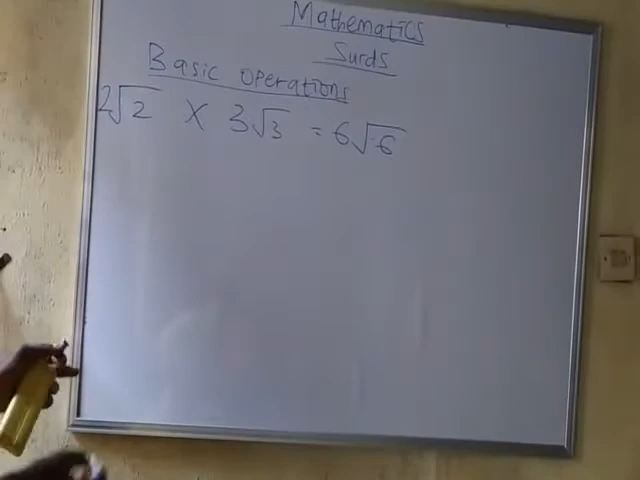 Mathematics
Surds
Basic Operations
2√2 × 3√3 = 6√6